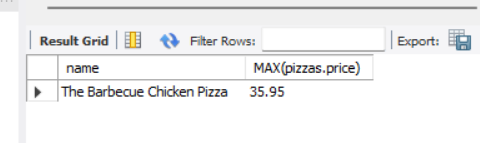 Result Grid Filter Rows: Export:
name MAX(pizzas.price)
The Barbecue Chicken Pizza 35.95